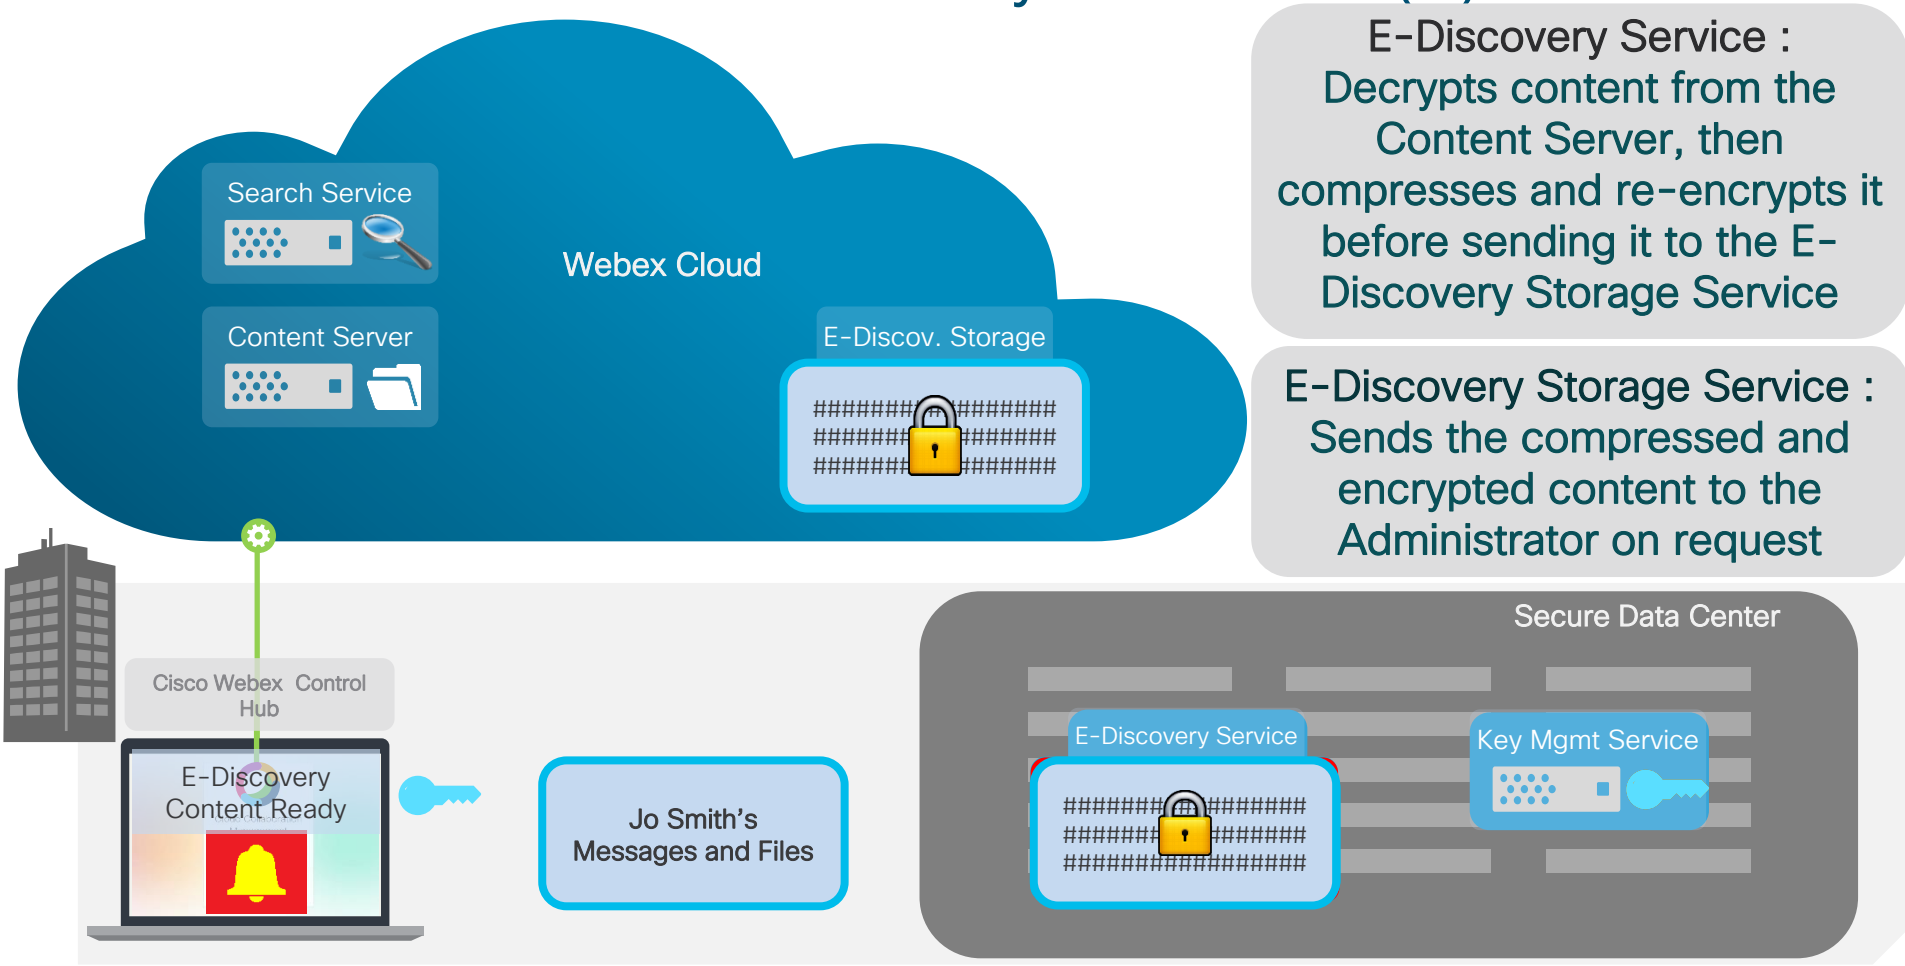 E-Discovery Service :
Decrypts content from the
Content Server, then
compresses and re-encrypts it
before sending it to the E-
Discovery Storage Service
Search Service
Webex Cloud
Content Server
E-Discov. Storage
#################
#################
#################
E-Discovery Storage Service :
Sends the compressed and
encrypted content to the
Administrator on request
Secure Data Center
Cisco Webex Control
Hub
E-Discovery Service
Key Mgmt Service
E-Discovery
Content Ready
Jo Smith's
Messages and Files
#################
#################
#################